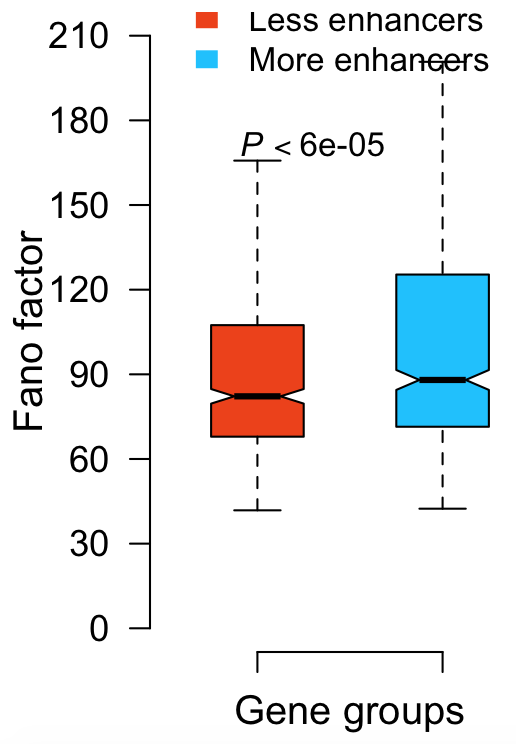 Less enhancers
More enhancers
P < 6e-05
Fano factor
210
180
150
120
90
60
30
0
Gene groups